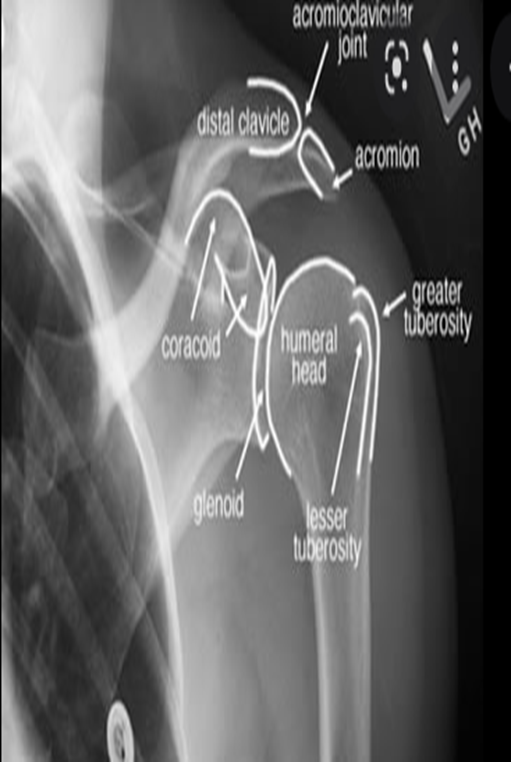 acromioclavicular
joint
distal clavicle
GH
acromion
greater
tuberosity
coracoid
humeral
head
glenoid
lesser
tuberosity